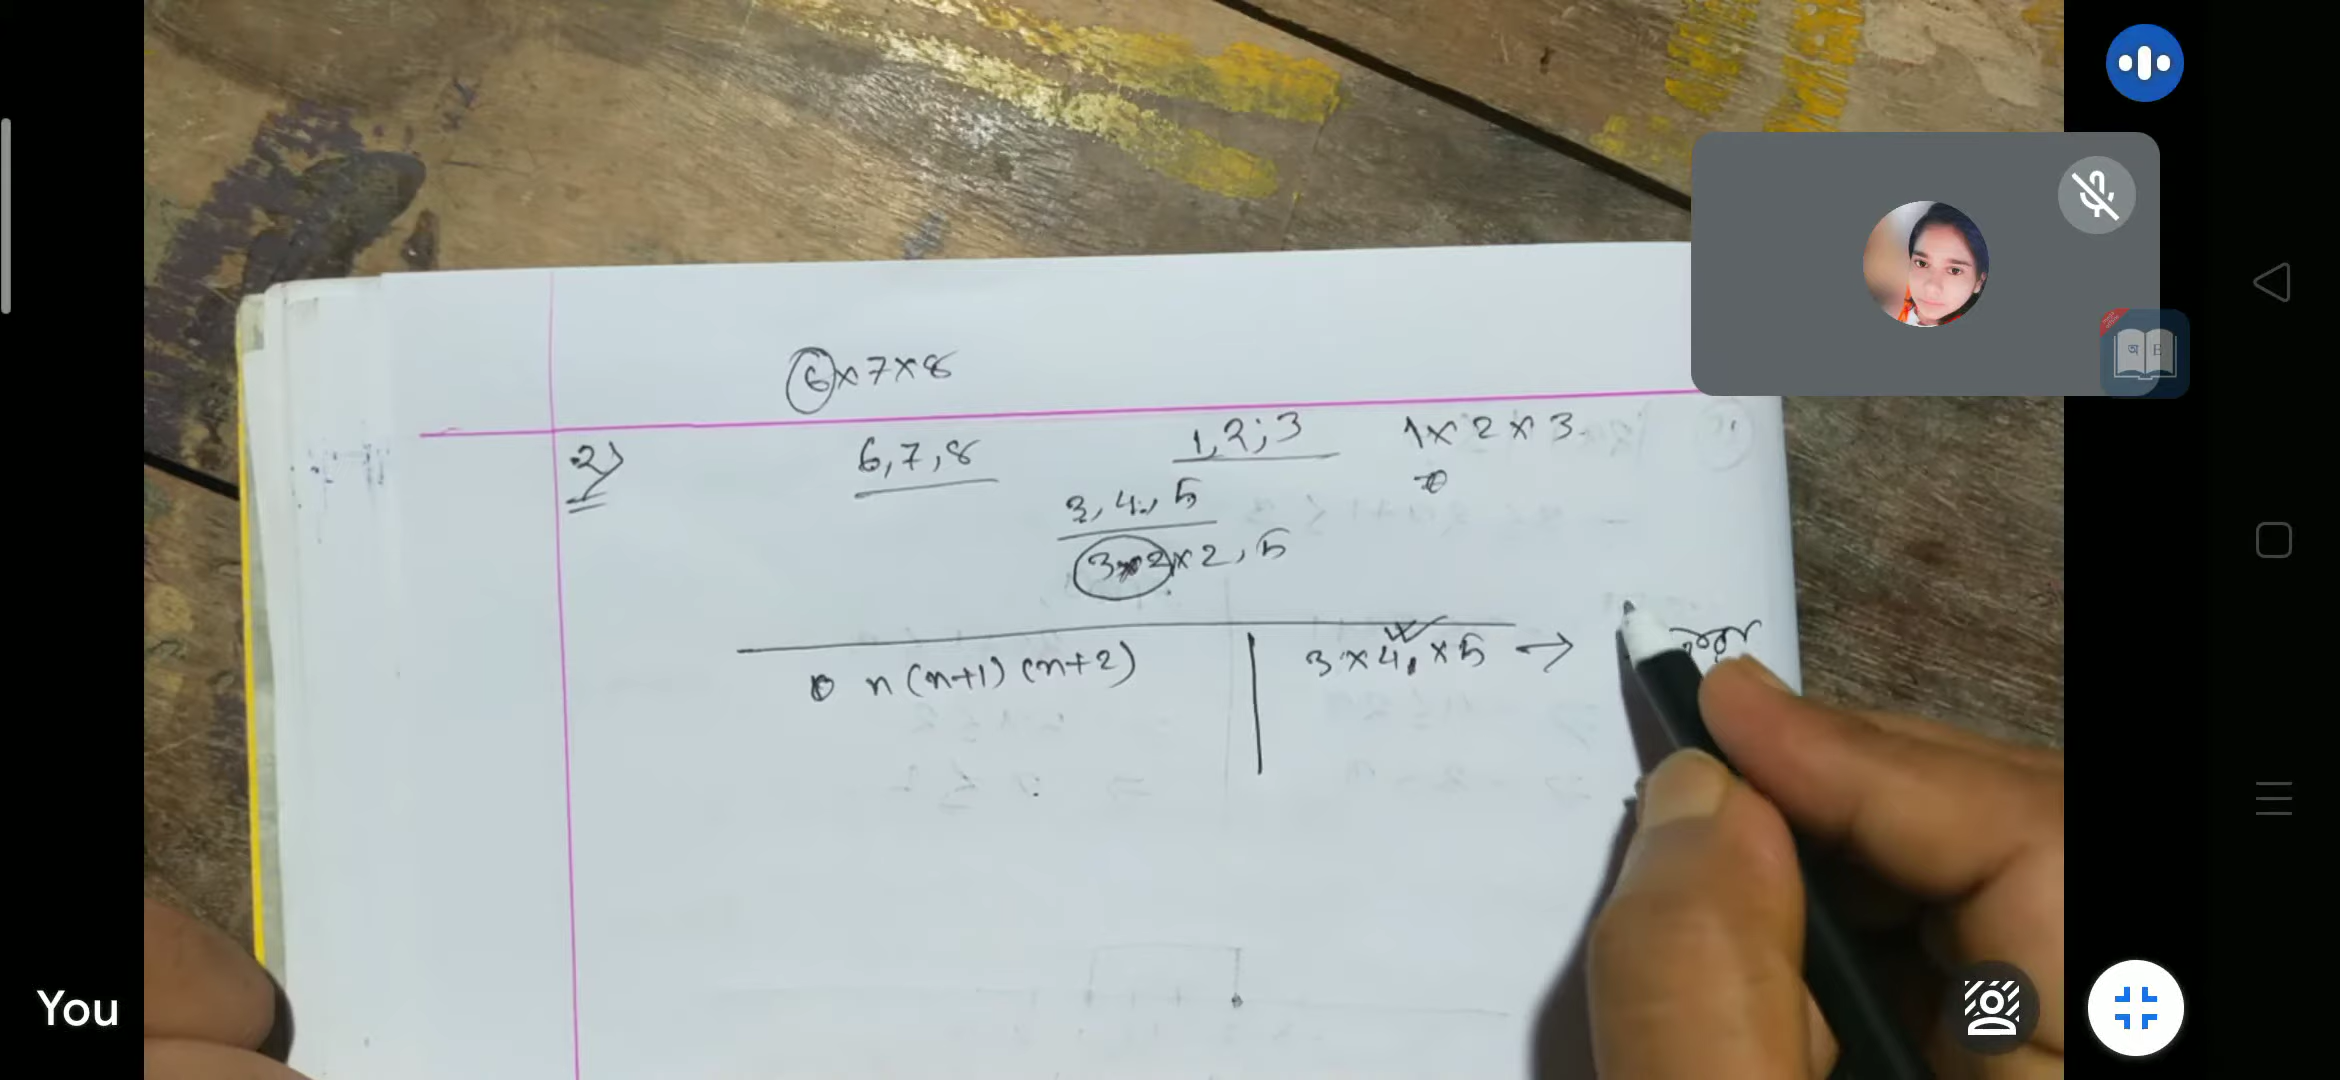 6×7×8
2) 6,7,8 1,2,3 1×2×3
3, 4, 5
3×2×2, 5
n(n+1)(n+2) 3×4×5 →
You